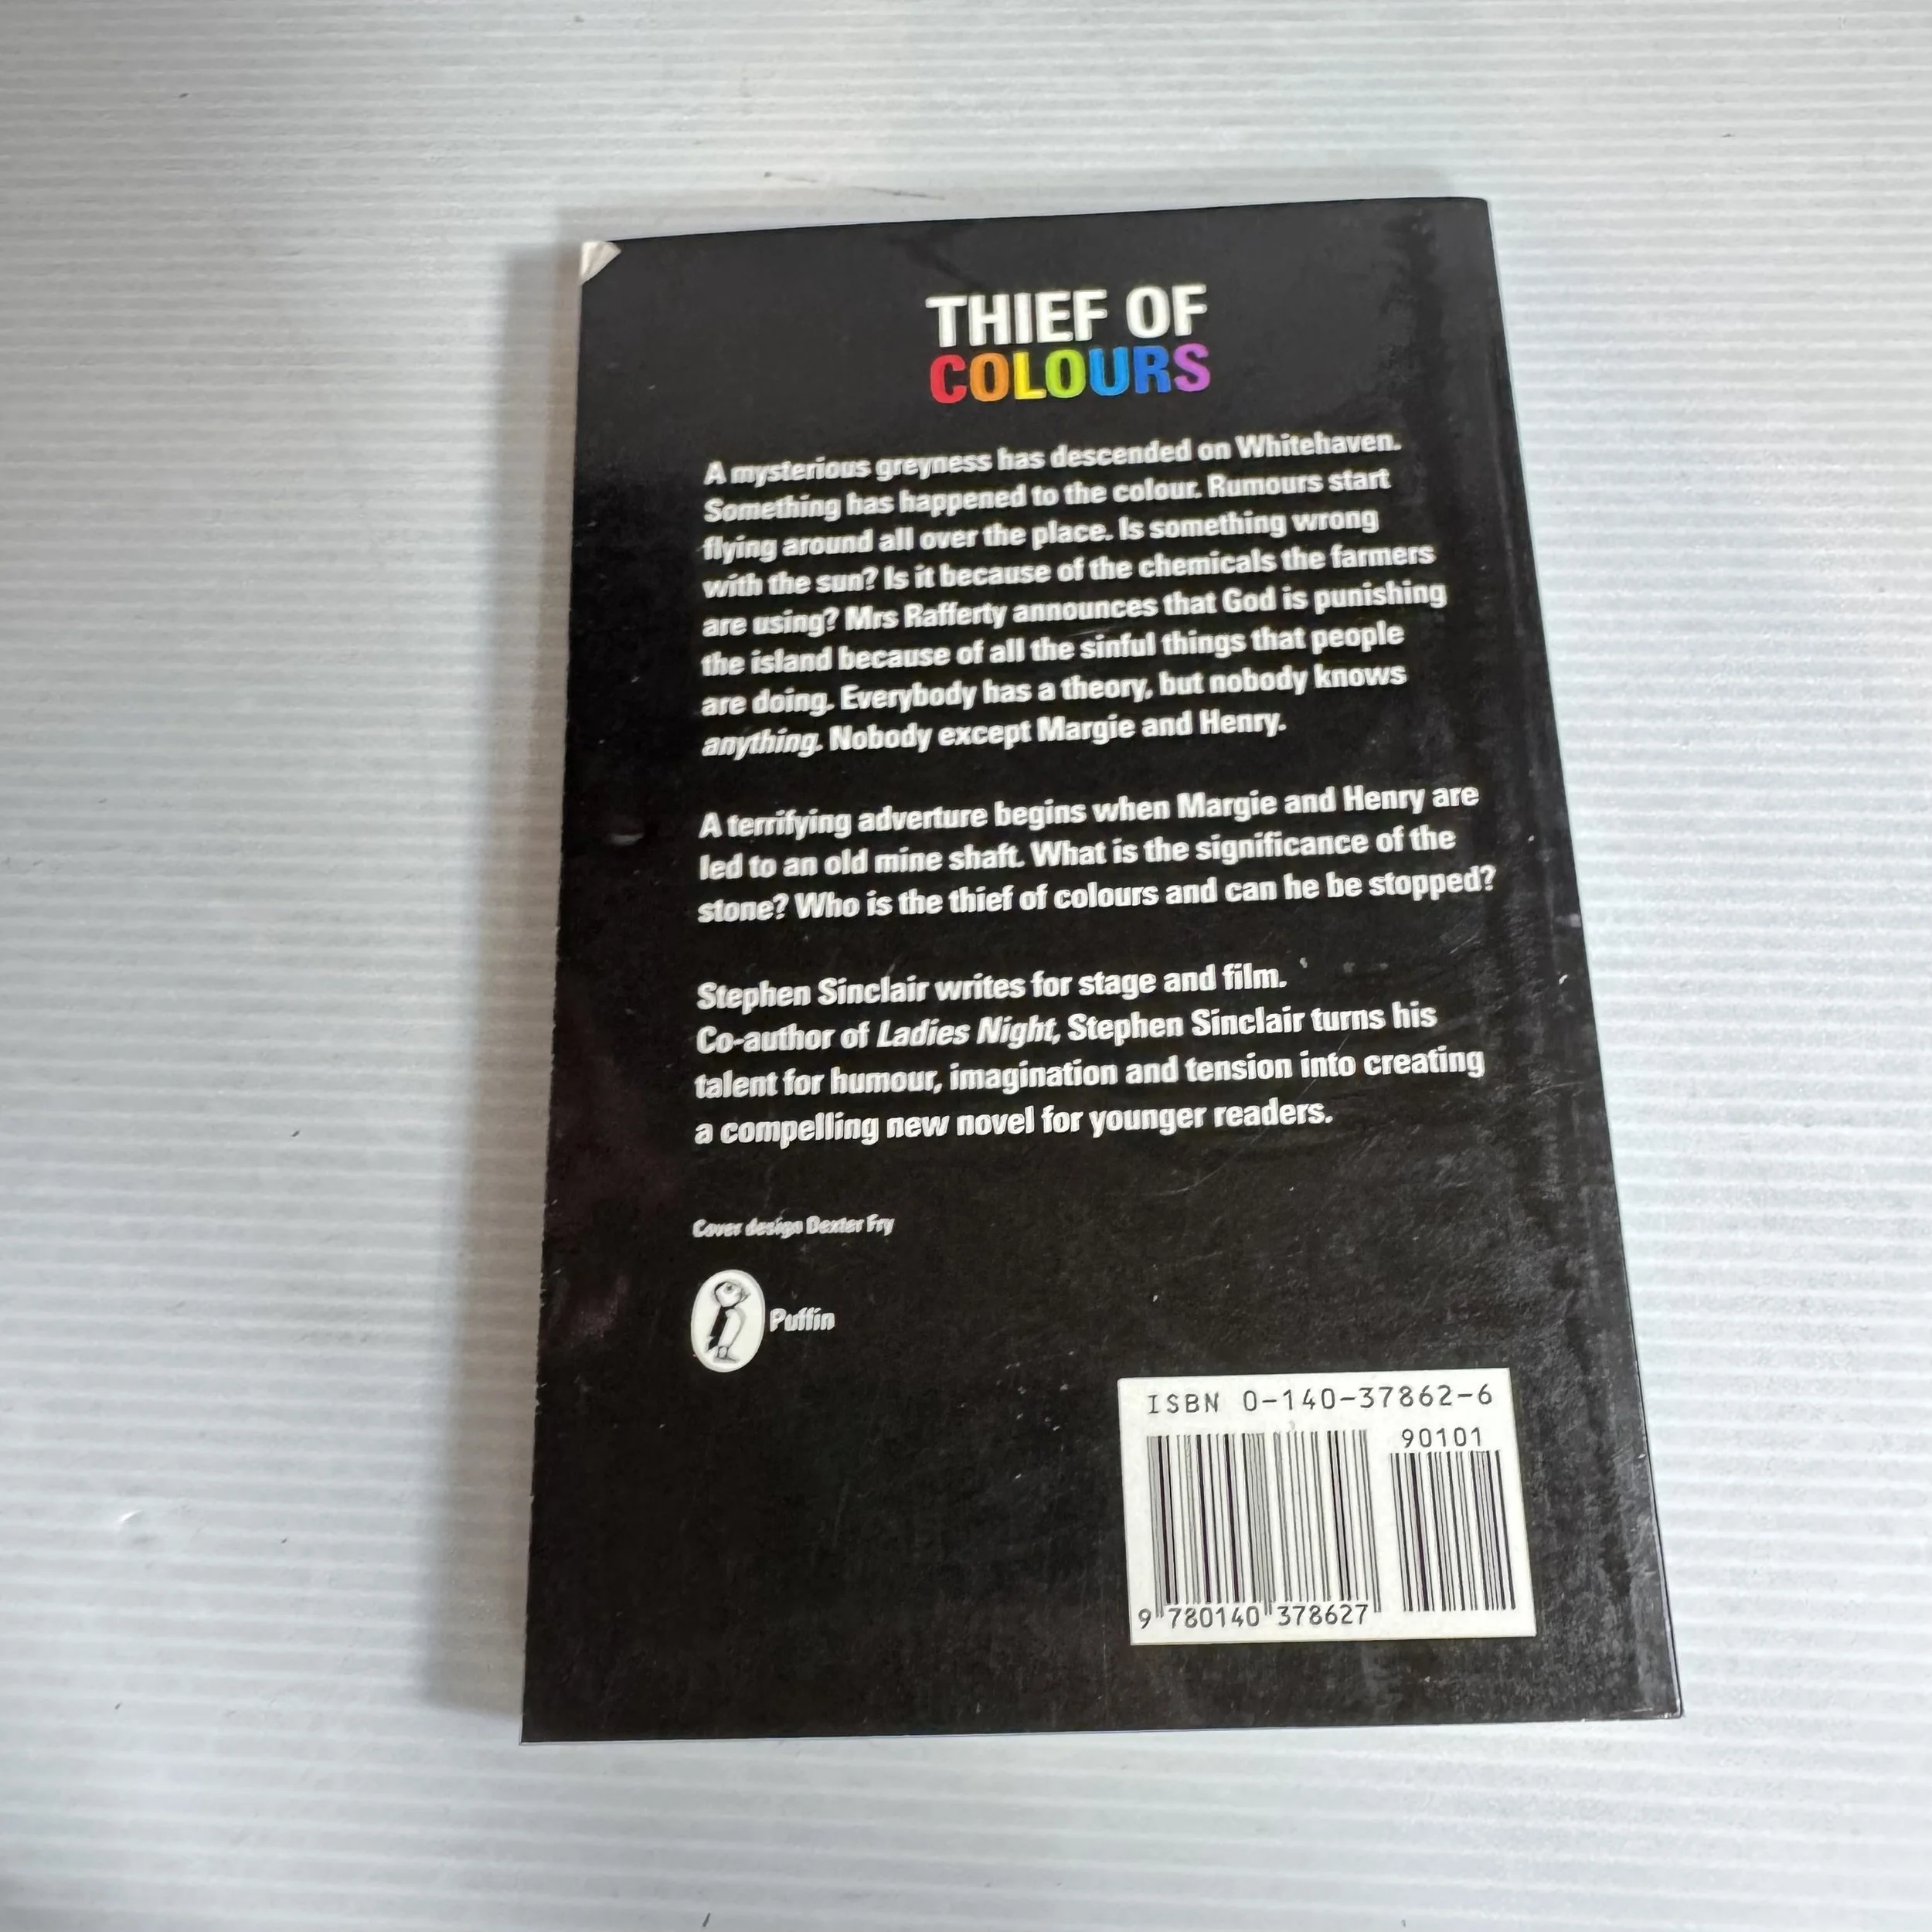 THIEF OF
COLOURS
A mysterious greyness has descended on Whitehaven.
Something has happened to the colour. Rumours start
flying around all over the place. Is something wrong
with the sun? Is it because of the chemicals the farmers
are using? Mrs Rafferty announces that God is punishing
the island because of all the sinful things that people
are doing. Everybody has a theory, but nobody knows
anything. Nobody except Margie and Henry.
A terrifying adverture begins when Margie and Henry are
led to an old mine shaft. What is the significance of the
stone? Who is the thief of colours and can he be stopped?
Stephen Sinclair writes for stage and film.
Co-author of Ladies Night, Stephen Sinclair turns his
talent for humour, imagination and tension into creating
a compelling new novel for younger readers.
Cover design Dexter Fry
Puffin
ISBN 0-140-37862-6
90101
9 780140 378627